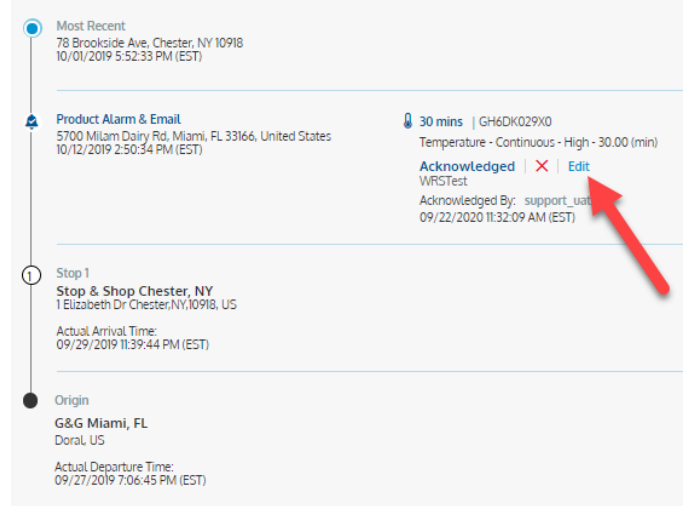 Most Recent
78 Brookside Ave, Chester, NY 10918
10/01/2019 5:52:33 PM (EST)
Product Alarm & Email
5700 Milam Dairy Rd, Miami, FL 33166, United States
10/12/2019 2:50:34 PM (EST)
30 mins | GH6DK029X0
Temperature - Continuous - High - 30.00 (min)
Acknowledged | X | Edit
WRSTest
Acknowledged By: support_uat
09/22/2020 11:32:09 AM (EST)
1
Stop 1
Stop & Shop Chester, NY
1 Elizabeth Dr Chester,NY,10918, US
Actual Arrival Time:
09/29/2019 11:39:44 PM (EST)
Origin
G&G Miami, FL
Doral, US
Actual Departure Time:
09/27/2019 7:06:45 PM (EST)